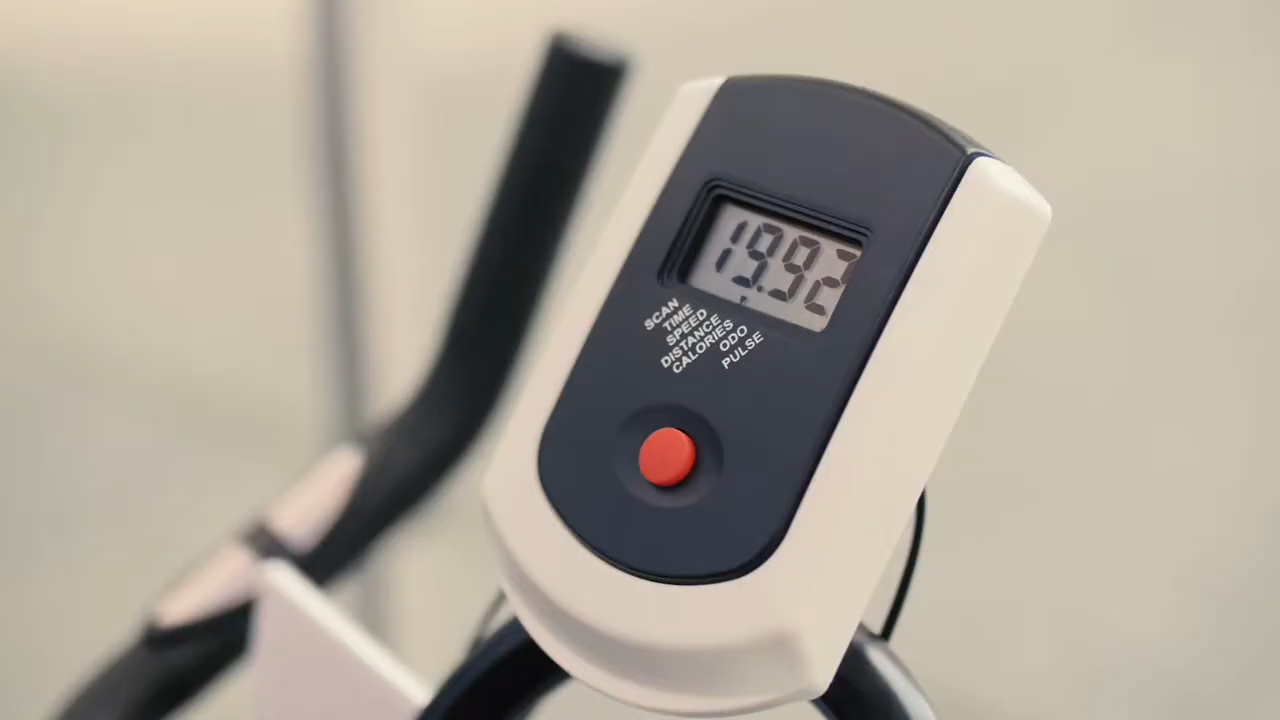 19.92
SCAN
TIME
SPEED
DISTANCE
CALORIES
ODO
PULSE